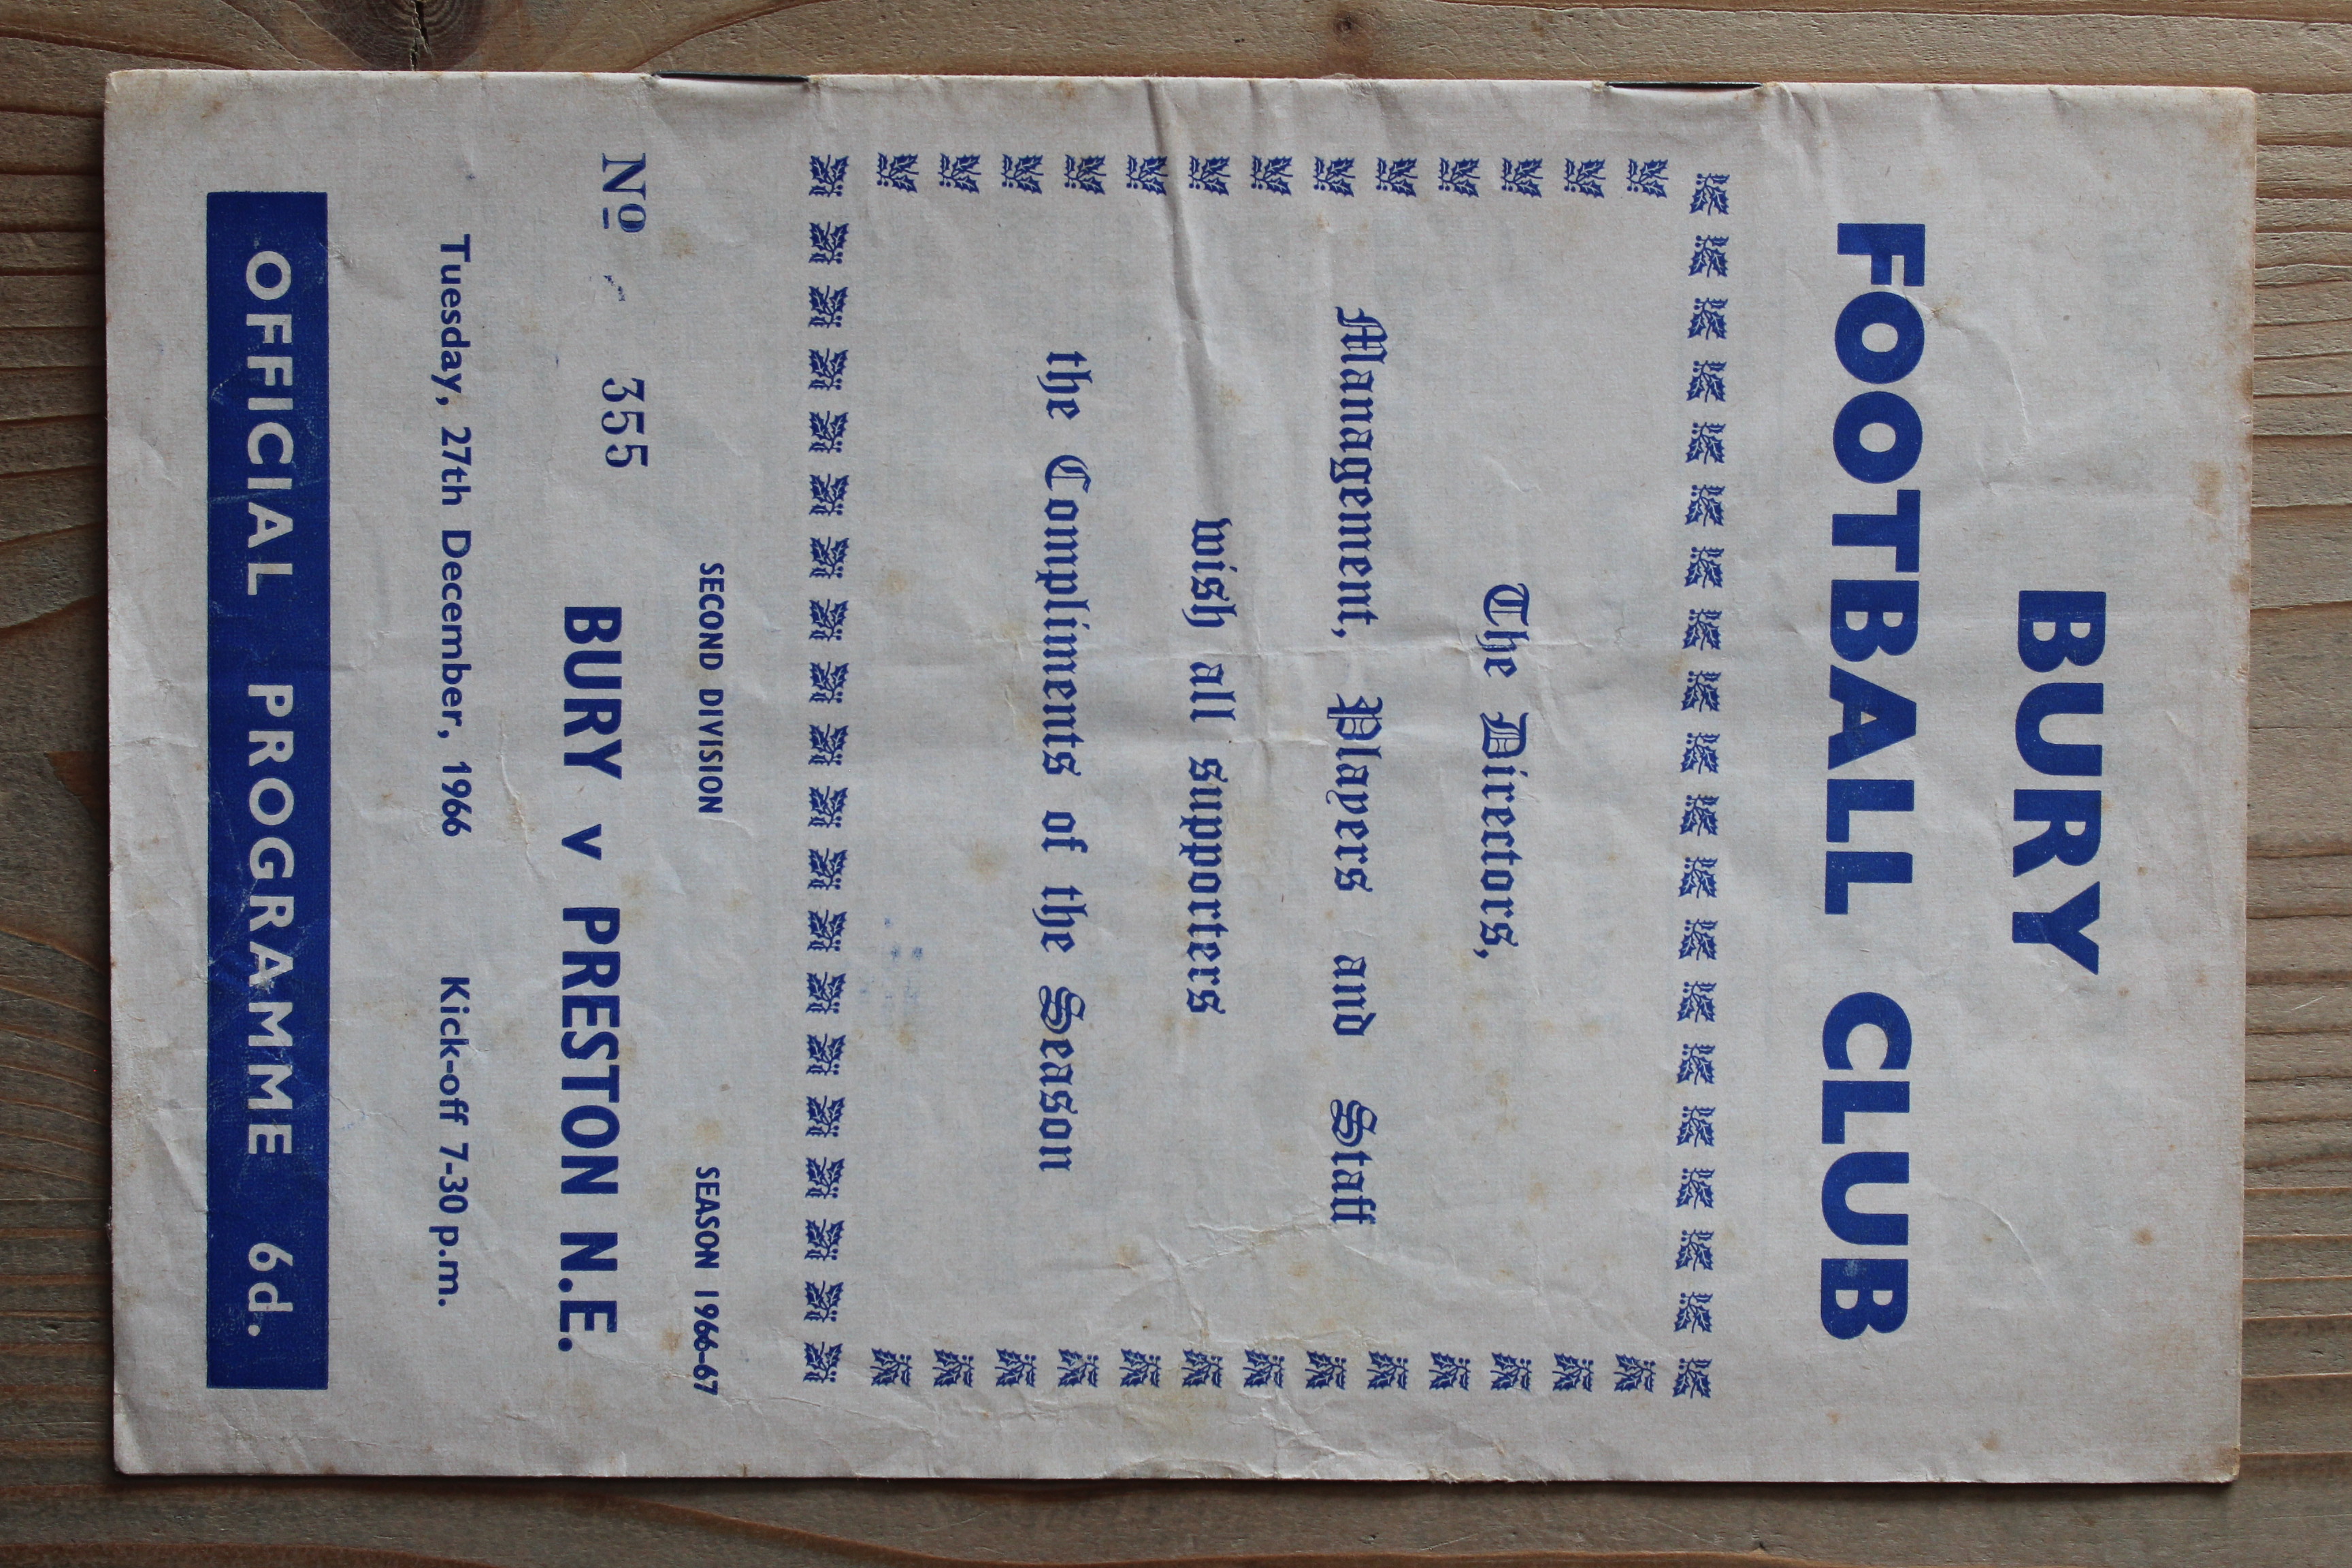 BURY
FOOTBALL CLUB
The Directors,
Management, Players and Staff
wish all supporters
the Compliments of the Season
SECOND DIVISION SEASON 1966-67
Nº 355 BURY v PRESTON N.E.
Tuesday, 27th December, 1966 Kick-off 7-30 p.m.
OFFICIAL PROGRAMME 6d.